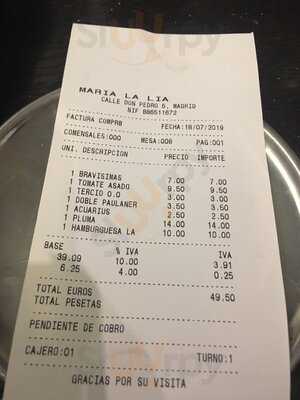 MARIA LA LIA
CALLE DON PEDRO 6. MADRID
NIF B86511672
FACTURA COMPRB FECHA:18/07/2019
COMENSALES:000 MESA:008 PAG:001
UNI. DESCRIPCION PRECIO IMPORTE
1 BRAVISIMAS 7.00 7.00
1 TOMATE ASADO 9.50 9.50
1 TERCIO 0.0 3.00 3.00
1 DOBLE PAULANER 3.50 3.50
1 ACUARIUS 2.50 2.50
1 PLUMA 14.00 14.00
1 HAMBURGUESA LA 10.00 10.00
BASE % IVA IVA
39.09 10.00 3.91
6.25 4.00 0.25
TOTAL EUROS 49.50
TOTAL PESETAS
PENDIENTE DE COBRO
CAJERO:01 TURNO:1
GRACIAS POR SU VISITA